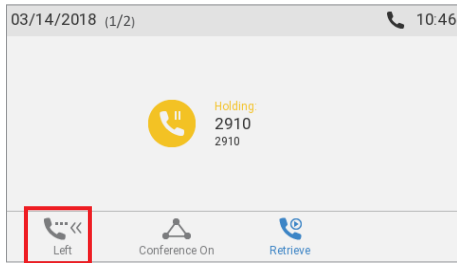 03/14/2018 (1/2) 10:46
Holding:
2910
2910
Left Conference On Retrieve